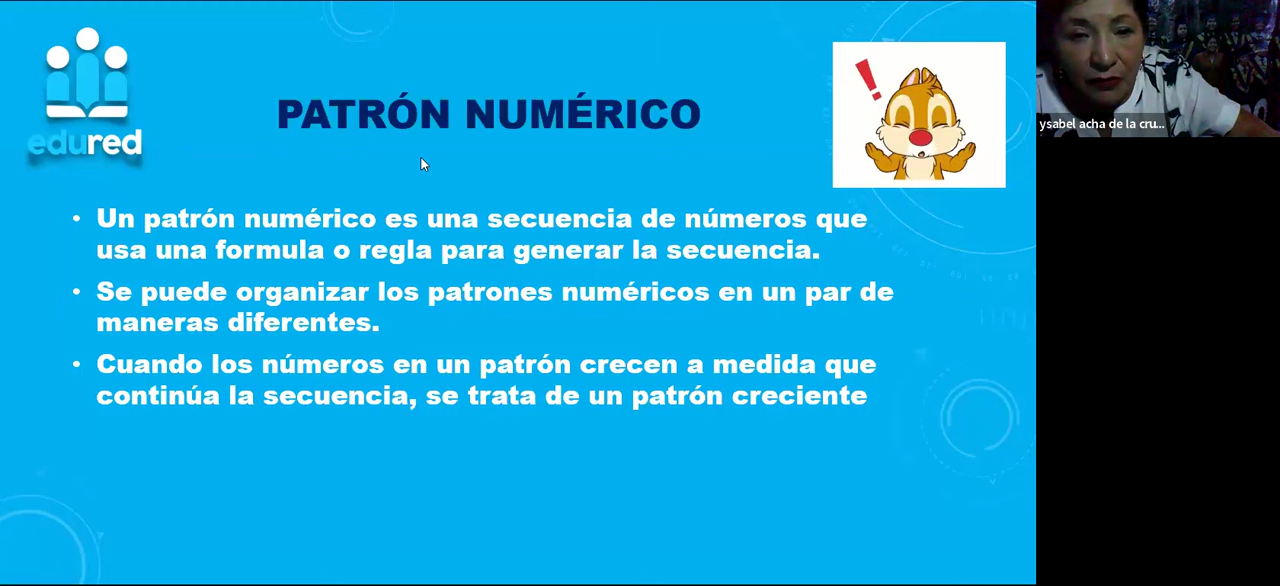 edured
PATRÓN NUMÉRICO
ysabel acha de la cru...
• Un patrón numérico es una secuencia de números que
usa una formula o regla para generar la secuencia.
• Se puede organizar los patrones numéricos en un par de
maneras diferentes.
• Cuando los números en un patrón crecen a medida que
continúa la secuencia, se trata de un patrón creciente